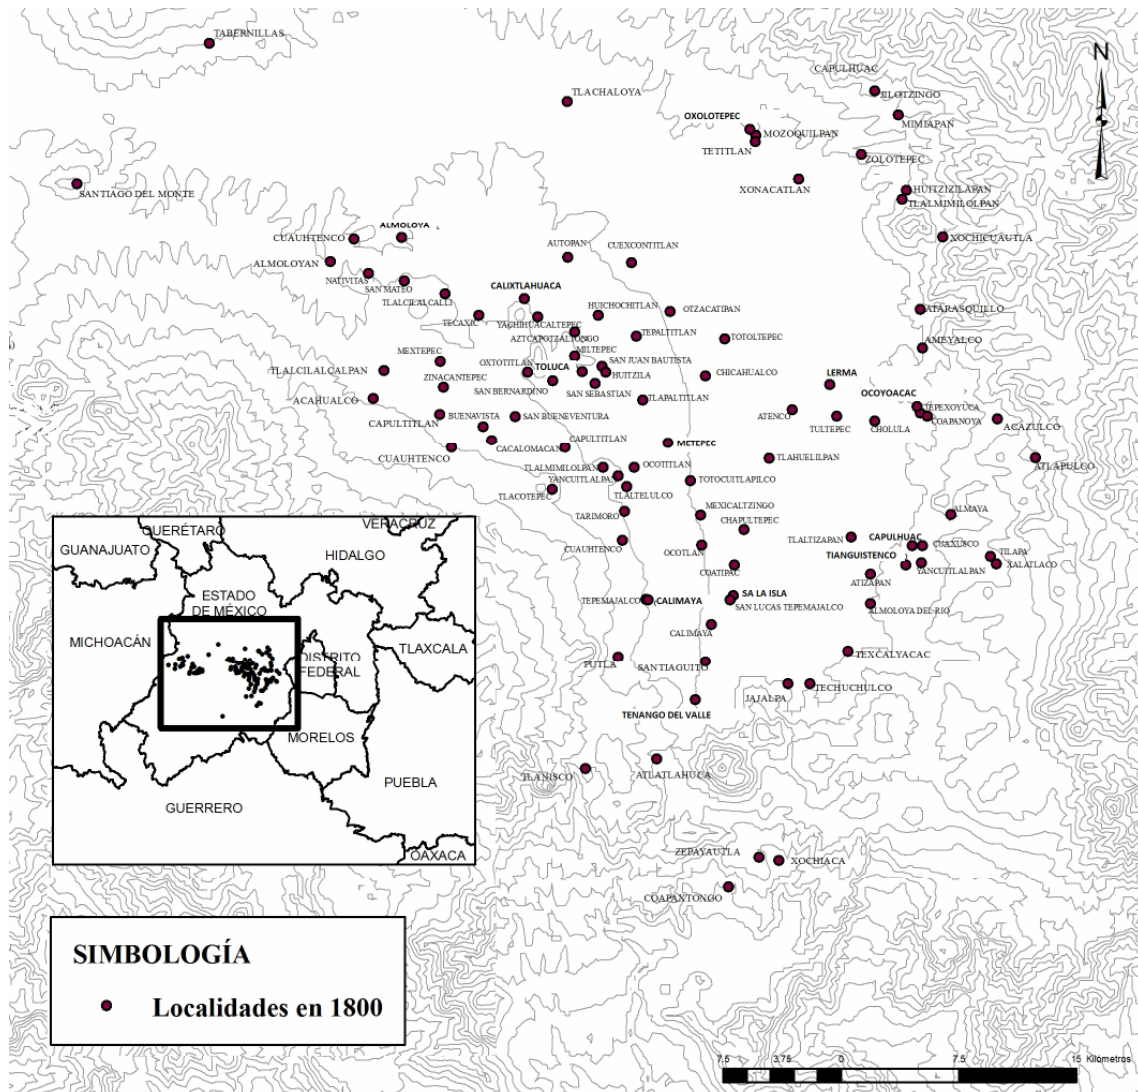 TABERNILLAS
N
CAPULHUAC
TLACHALOYA
JILOTZINGO
OXOLOTEPEC
MIMIAPAN
MOZOQUILPAN
TETITLAN
ZOLOTEPEC
XONACATLAN
SANTIAGO DEL MONTE
HUITZIZILAPAN
TLALMIMILOLPAN
ALMOLOYA
CUAUHTENCO
XOCHICUAUTLA
AUTOPAN
CUEXCONTITLAN
ALMOLOYAN
NATIVITAS
SAN MATEO
CALIXTLAHUACA
TLALCILALCALLI
HUICHOCHITLAN
OTZACATIPAN
ATARASQUILLO
TECAXIC
YACHIHUACALTEPEC
AZTCAPOTZALTONGO
TEPALTITLAN
TOTOLTEPEC
AMEYALCO
MEXTEPEC
MILTEPEC
OXTOTITLAN
SAN JUAN BAUTISTA
TLALCILALCALPAN
TOLUCA
HUITZILA
CHICAHUALCO
LERMA
ZINACANTEPEC
SAN BERNARDINO
SAN SEBASTIAN
OCOYOACAC
ACAHUALCO
TLAPALTITLAN
TEPEXOYUCA
CAPULTITLAN
BUENAVISTA
SAN BUENEVENTURA
ATENCO
TULTEPEC
CHOLULA
COAPANOYA
ACAZULCO
CUAUHTENCO
CACALOMACAN
CAPULTITLAN
METEPEC
TLAHUELILPAN
ATLAPULCO
TLALMIMILOLPAN
OCOTITLAN
YANCUITLALPAN
TLACOTEPEC
TLALTELULCO
TOTOCUITLAPILCO
TARIMORO
MEXICALTZINGO
ALMAYA
CHAPULTEPEC
CUAUHTENCO
OCOTLAN
TLALTIZAPAN
CAPULHUAC
CUAXUSCO
TIANGUISTENCO
TILAPA
COATIPAC
YANCUITLALPAN
XALATLACO
ATIZAPAN
TEPEMAJALCO
CALIMAYA
SA LA ISLA
SAN LUCAS TEPEMAJALCO
ALMOLOYA DEL RIO
CALIMAYA
PUTLA
SANTIAGUITO
TEXCALYACAC
JAJALPA
TECHUCHULCO
TENANGO DEL VALLE
TLANISCO
ATLATLAHUCA
ZEPAYAUTLA
XOCHIACA
COAPAXTONGO
QUERÉTARO
VERACRUZ
GUANAJUATO
HIDALGO
ESTADO
DE MÉXICO
MICHOACÁN
DISTRITO
FEDERAL
TLAXCALA
MORELOS
PUEBLA
GUERRERO
OAXACA
SIMBOLOGÍA
Localidades en 1800
7.5 3.75 0 7.5 15 Kilómetros